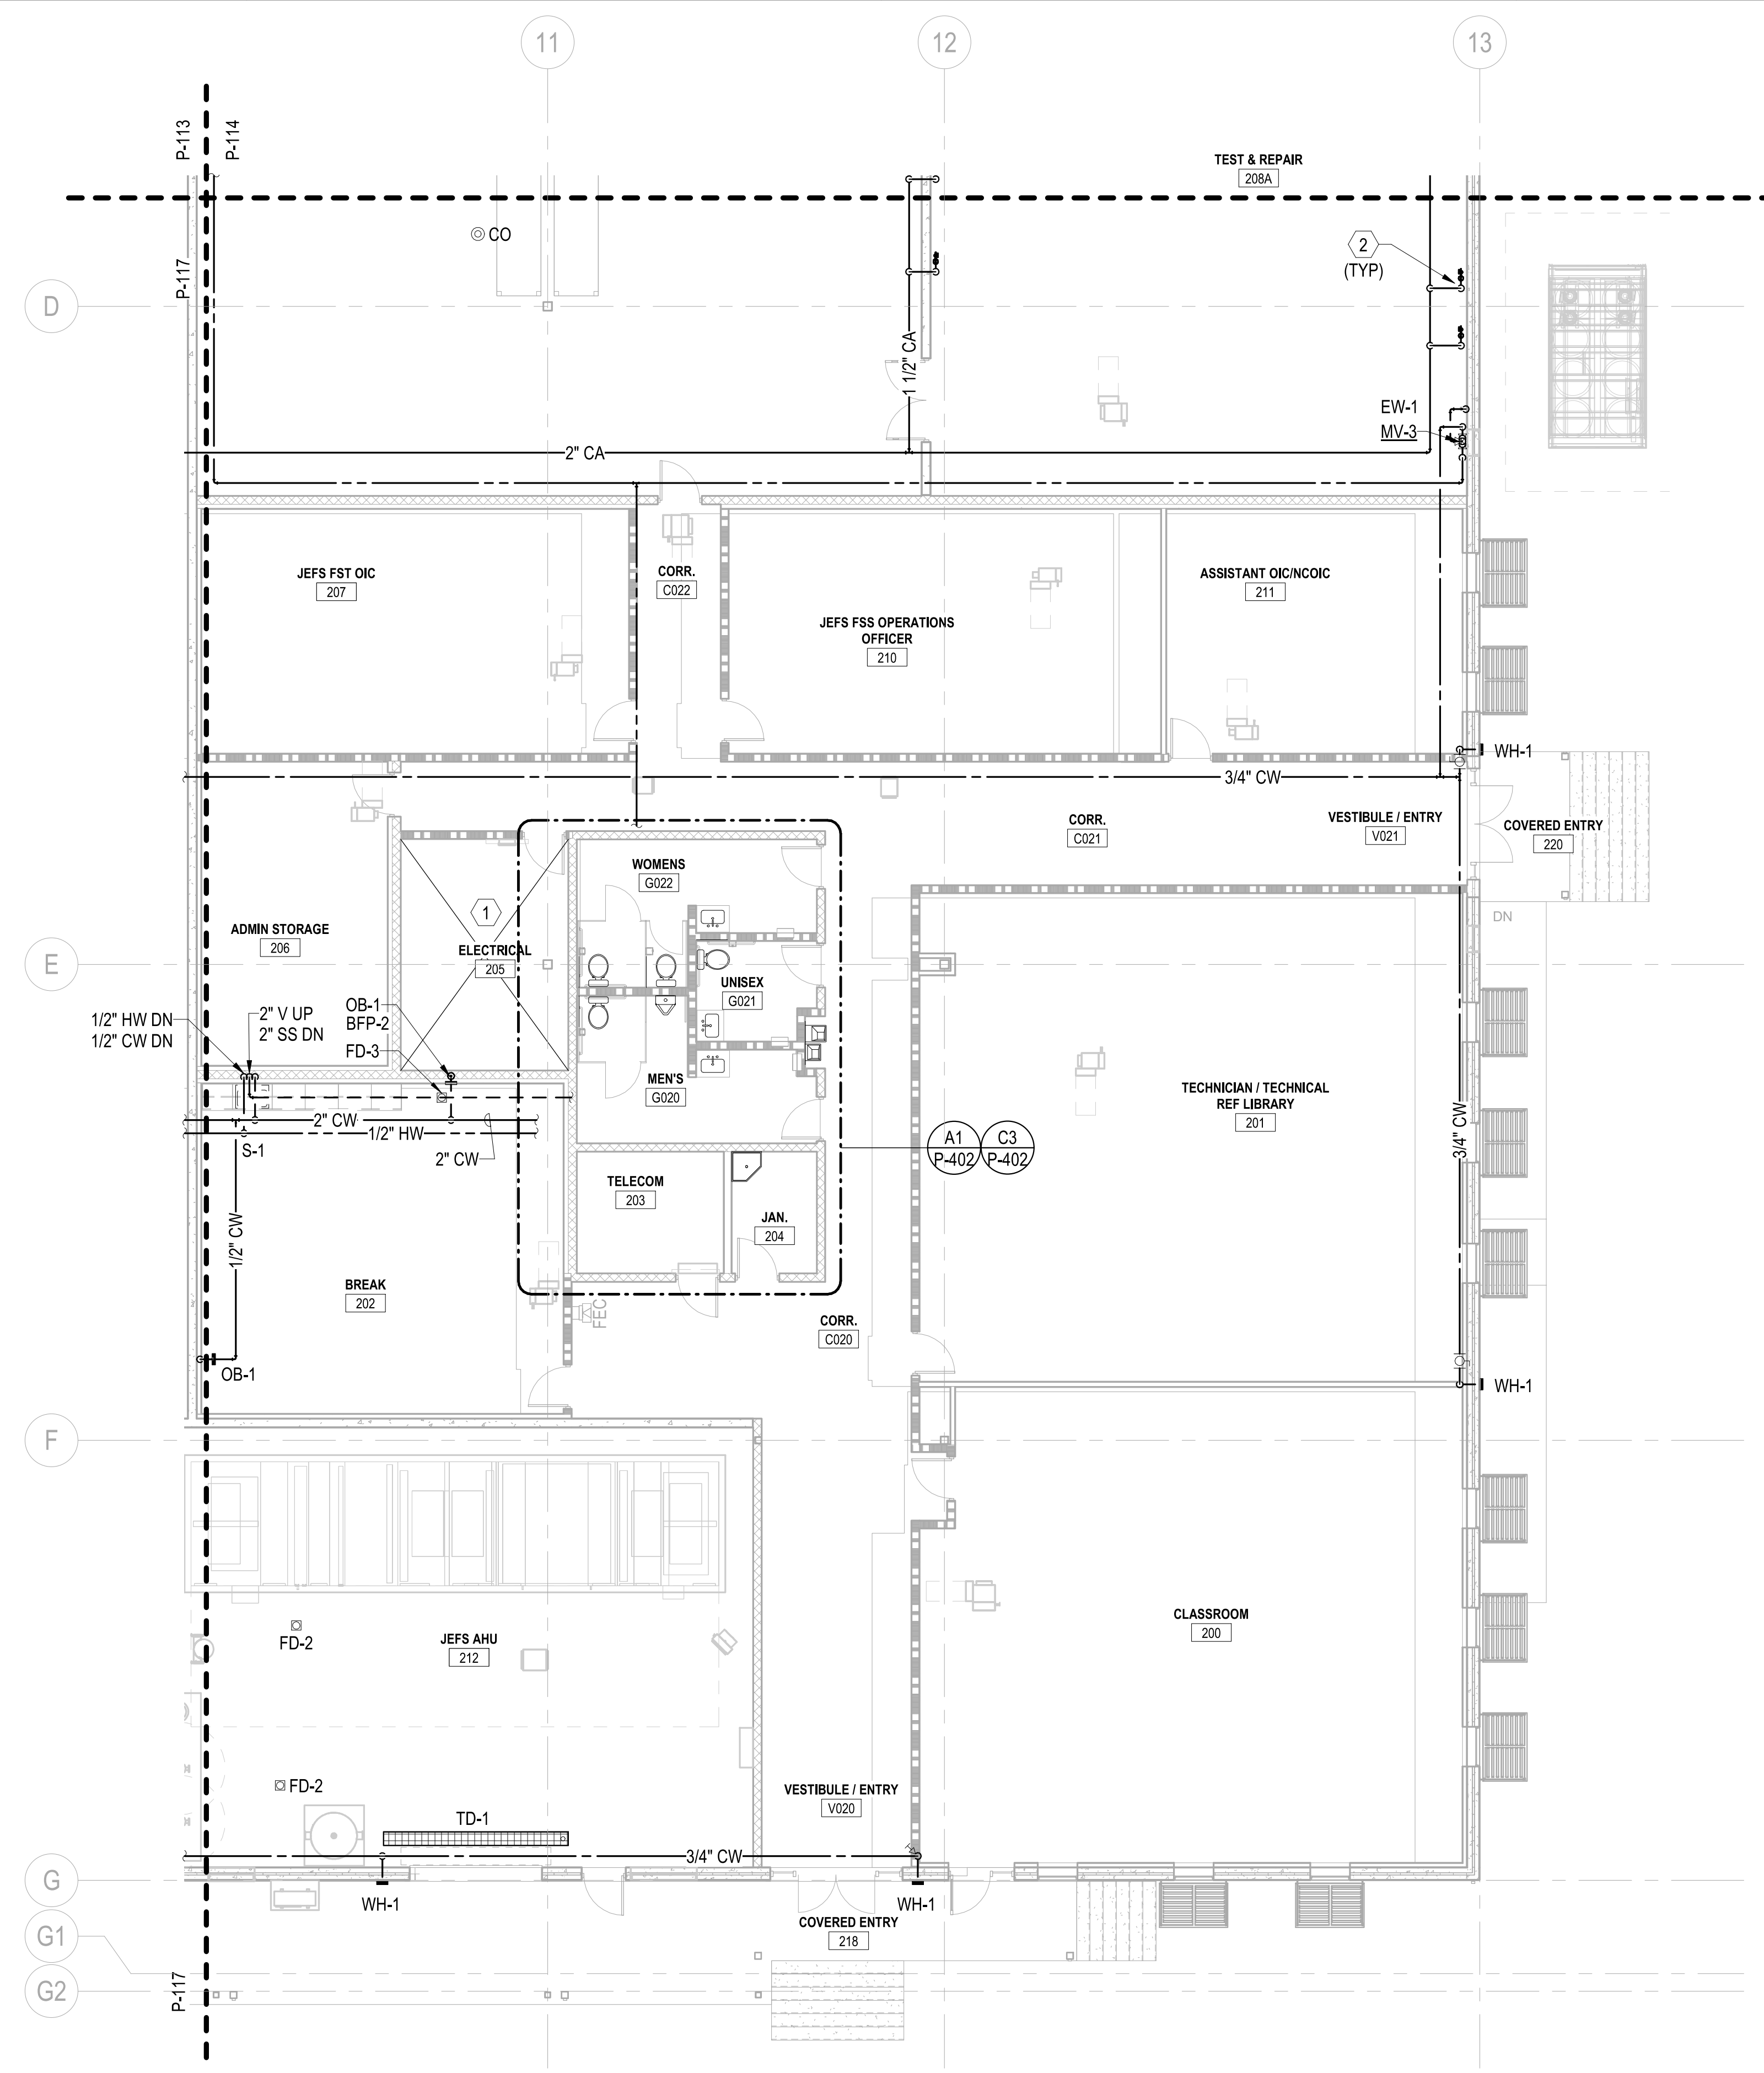 11
12
13
P-113
P-114
TEST & REPAIR
208A
CO
2
(TYP)
P-117
D
1 1/2" CA
EW-1
MV-3
2" CA
JEFS FST OIC
207
CORR.
C022
JEFS FSS OPERATIONS
OFFICER
210
ASSISTANT OIC/NCOIC
211
WH-1
3/4" CW
CORR.
C021
VESTIBULE / ENTRY
V021
COVERED ENTRY
220
WOMENS
G022
1
DN
ADMIN STORAGE
206
ELECTRICAL
205
E
UNISEX
G021
1/2" HW DN
1/2" CW DN
2" V UP
2" SS DN
OB-1
BFP-2
FD-3
MEN'S
G020
TECHNICIAN / TECHNICAL
REF LIBRARY
201
2" CW
1/2" HW
S-1
2" CW
A1
P-402
C3
P-402
3/4" CW
TELECOM
203
JAN.
204
1/2" CW
BREAK
202
FEC
CORR.
C020
OB-1
WH-1
F
CLASSROOM
200
FD-2
JEFS AHU
212
FD-2
TD-1
VESTIBULE / ENTRY
V020
3/4" CW
G
WH-1
WH-1
COVERED ENTRY
218
G1
G2
P-117